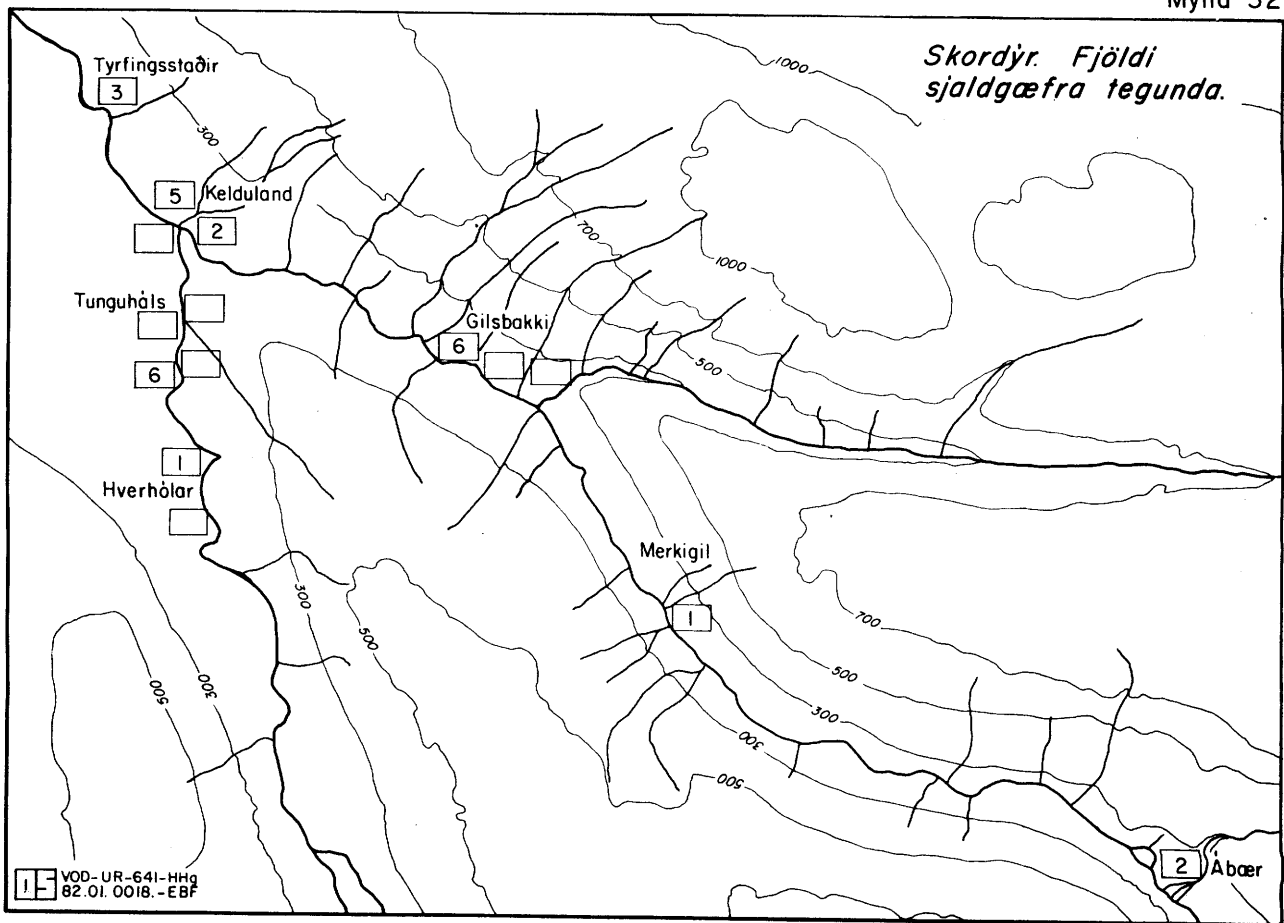 Mynd 32
Skordýr. Fjöldi
sjaldgæfra tegunda.
1000
Tyrfingsstaðir
3
300
5
Kelduland
2
700
1000
Tunguháls
Gilsbakki
6
6
500
1
Hverhólar
Merkigil
300
1
700
500
500
500
300
300
300
500
2
Ábær
VOD-UR-641-HHg
82.01.0018.-EBF